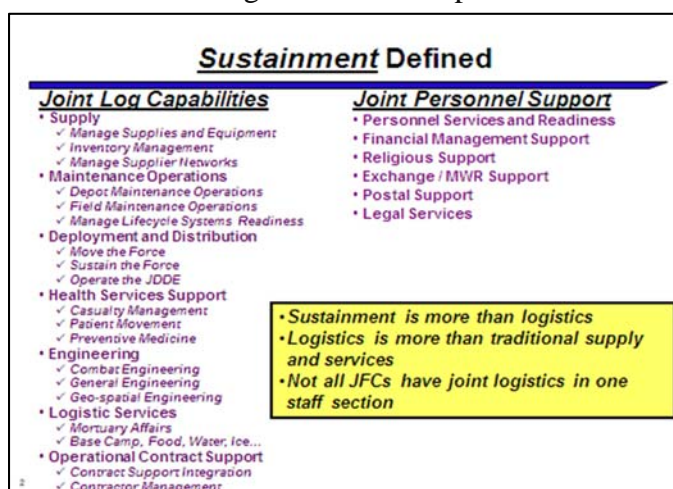 Sustainment Defined
Joint Log Capabilities
• Supply
✓ Manage Supplies and Equipment
✓ Inventory Management
✓ Manage Supplier Networks
• Maintenance Operations
✓ Depot Maintenance Operations
✓ Field Maintenance Operations
✓ Manage Lifecycle Systems Readiness
• Deployment and Distribution
✓ Move the Force
✓ Sustain the Force
✓ Operate the JDDE
• Health Services Support
✓ Casualty Management
✓ Patient Movement
✓ Preventive Medicine
• Engineering
✓ Combat Engineering
✓ General Engineering
✓ Geo-spatial Engineering
• Logistic Services
✓ Mortuary Affairs
✓ Base Camp, Food, Water, Ice...
• Operational Contract Support
✓ Contract Support Integration
✓ Contractor Management
Joint Personnel Support
• Personnel Services and Readiness
• Financial Management Support
• Religious Support
• Exchange / MWR Support
• Postal Support
• Legal Services
• Sustainment is more than logistics
• Logistics is more than traditional supply
and services
• Not all JFCs have joint logistics in one
staff section